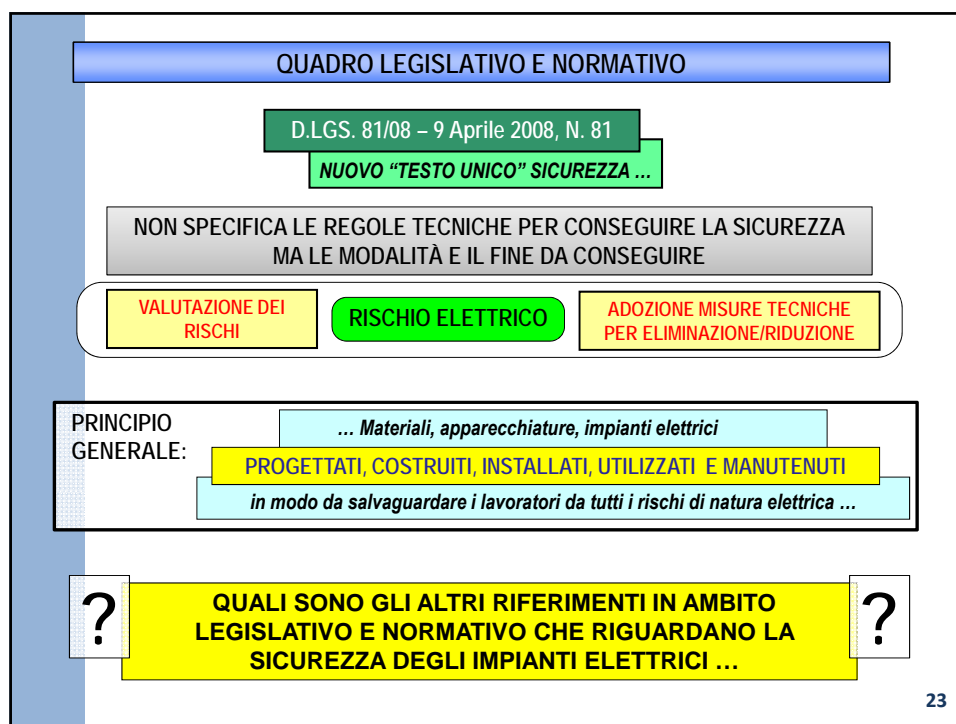 QUADRO LEGISLATIVO E NORMATIVO
D.LGS. 81/08 – 9 Aprile 2008, N. 81
NUOVO “TESTO UNICO” SICUREZZA …
NON SPECIFICA LE REGOLE TECNICHE PER CONSEGUIRE LA SICUREZZA
MA LE MODALITÀ E IL FINE DA CONSEGUIRE
VALUTAZIONE DEI
RISCHI
RISCHIO ELETTRICO
ADOZIONE MISURE TECNICHE
PER ELIMINAZIONE/RIDUZIONE
PRINCIPIO
GENERALE:
… Materiali, apparecchiature, impianti elettrici
PROGETTATI, COSTRUITI, INSTALLATI, UTILIZZATI E MANUTENUTI
in modo da salvaguardare i lavoratori da tutti i rischi di natura elettrica …
?
QUALI SONO GLI ALTRI RIFERIMENTI IN AMBITO
LEGISLATIVO E NORMATIVO CHE RIGUARDANO LA
SICUREZZA DEGLI IMPIANTI ELETTRICI …
?
23